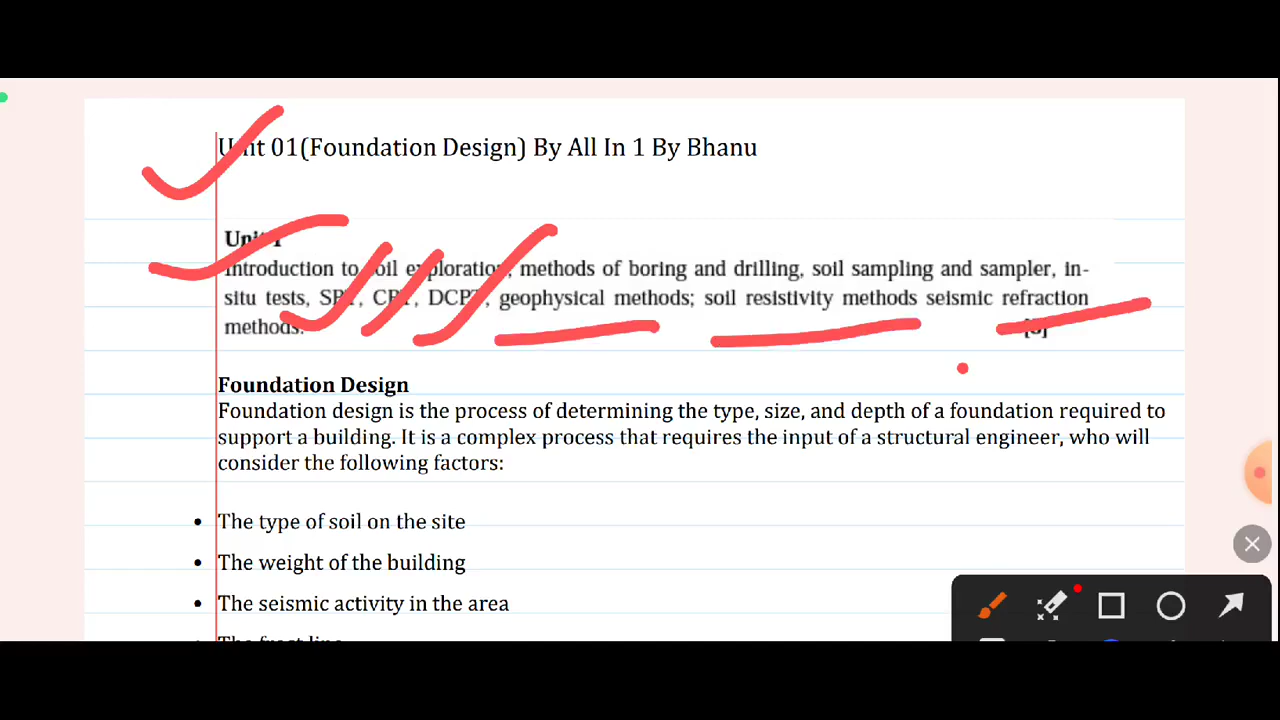 Unit 01(Foundation Design) By All In 1 By Bhanu
Unit I
Introduction to soil exploration, methods of boring and drilling, soil sampling and sampler, in-
situ tests, SPT, CPT, DCPT, geophysical methods; soil resistivity methods seismic refraction
methods.
Foundation Design
Foundation design is the process of determining the type, size, and depth of a foundation required to
support a building. It is a complex process that requires the input of a structural engineer, who will
consider the following factors:
• The type of soil on the site
• The weight of the building
• The seismic activity in the area
• The frost line